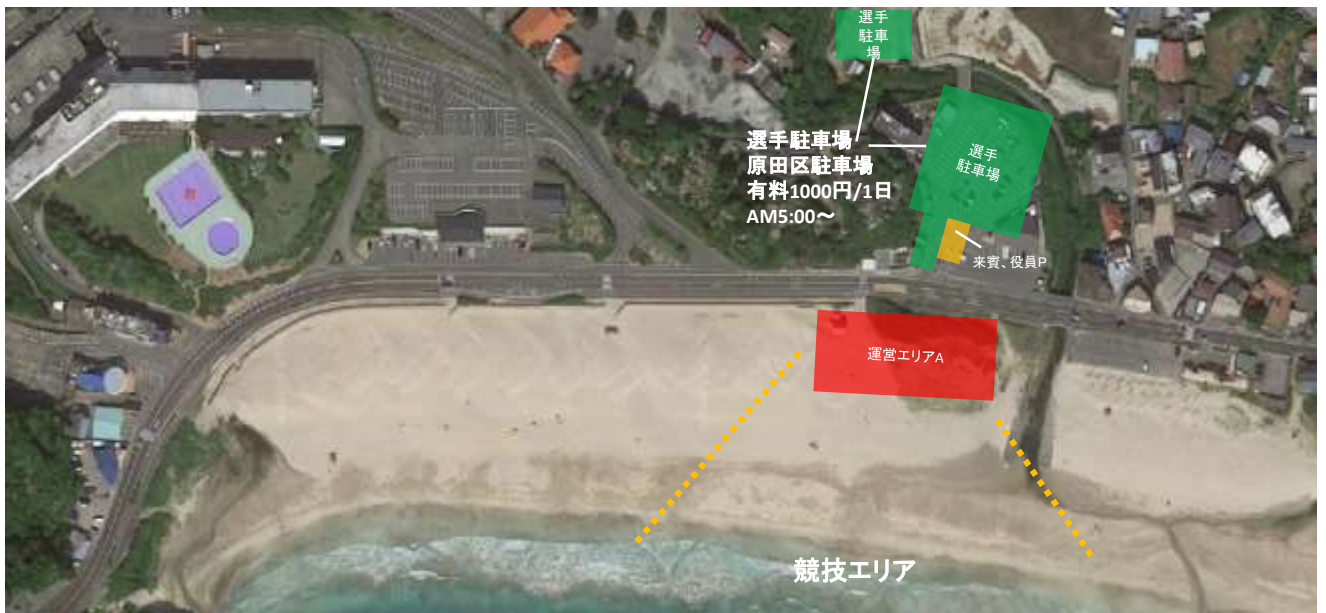 選手
駐車
場
選手駐車場
原田区駐車場
有料1000円/1日
AM5:00～
選手
駐車場
来賓、役員P
運営エリアA
競技エリア